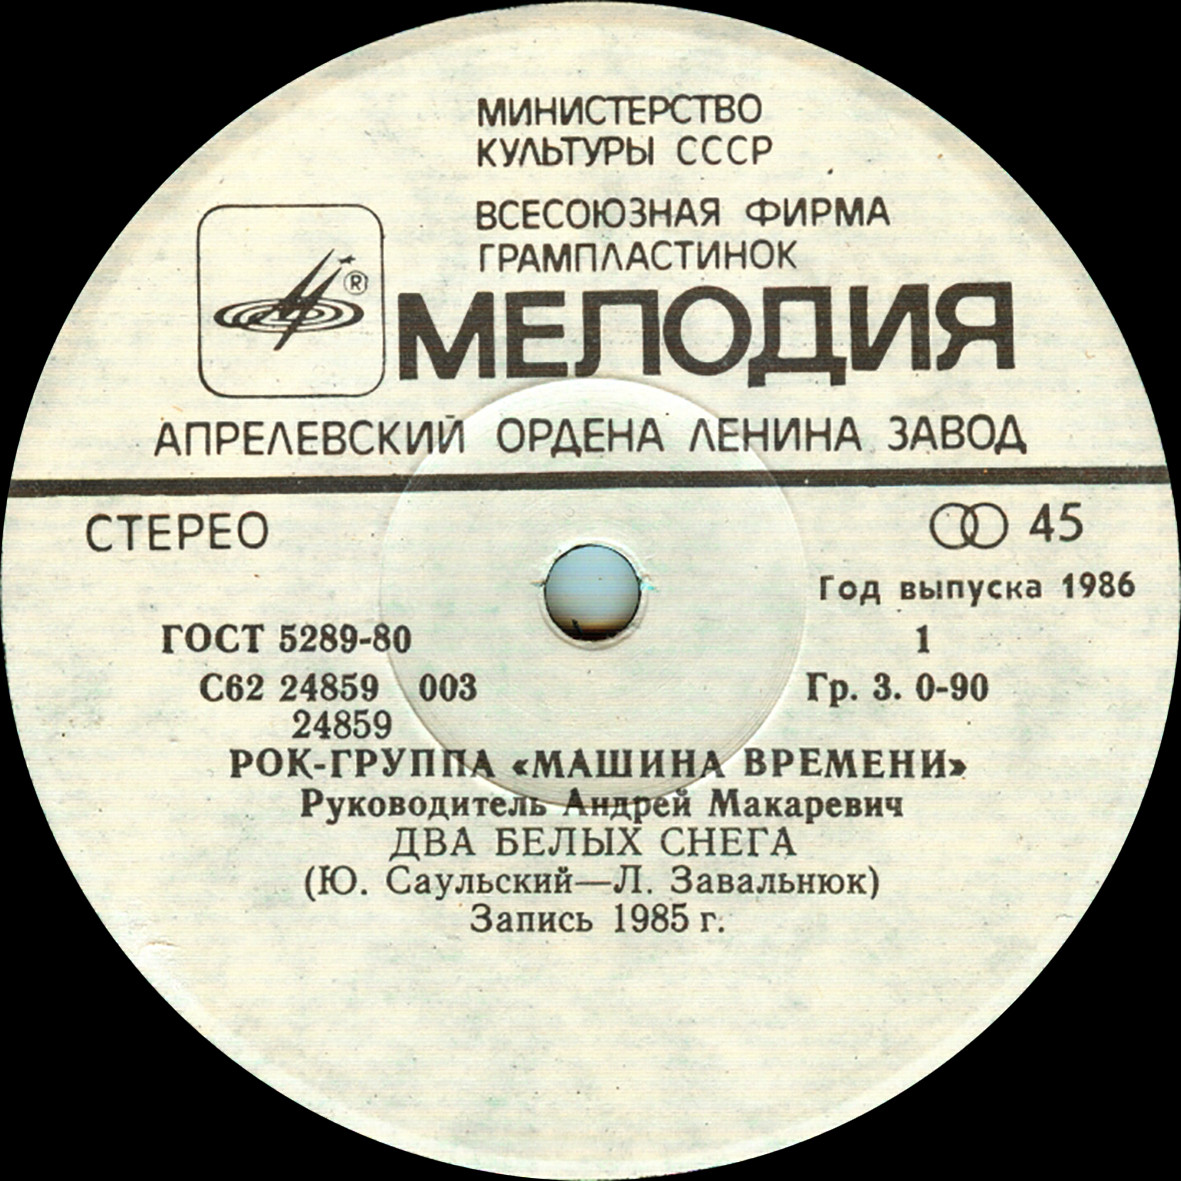 МИНИСТЕРСТВО
КУЛЬТУРЫ СССР
ВСЕСОЮЗНАЯ ФИРМА
ГРАМПЛАСТИНОК
®
МЕЛОДИЯ
АПРЕЛЕВСКИЙ ОРДЕНА ЛЕНИНА ЗАВОД
СТЕРЕО
45
Год выпуска 1986
ГОСТ 5289-80
1
С62 24859 003
Гр. 3. 0-90
24859
РОК-ГРУППА «МАШИНА ВРЕМЕНИ»
Руководитель Андрей Макаревич
ДВА БЕЛЫХ СНЕГА
(Ю. Саульский—Л. Завальнюк)
Запись 1985 г.